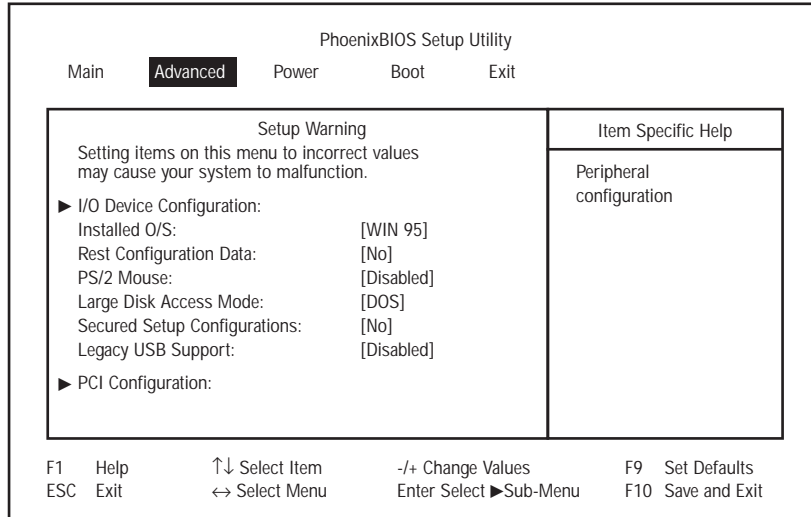 PhoenixBIOS Setup Utility
Main Advanced Power Boot Exit
Setup Warning
Setting items on this menu to incorrect values
may cause your system to malfunction.
► I/O Device Configuration:
Installed O/S: [WIN 95]
Rest Configuration Data: [No]
PS/2 Mouse: [Disabled]
Large Disk Access Mode: [DOS]
Secured Setup Configurations: [No]
Legacy USB Support: [Disabled]
► PCI Configuration:
Item Specific Help
Peripheral
configuration
F1 Help ↑↓ Select Item -/+ Change Values F9 Set Defaults
ESC Exit ↔ Select Menu Enter Select ►Sub-Menu F10 Save and Exit